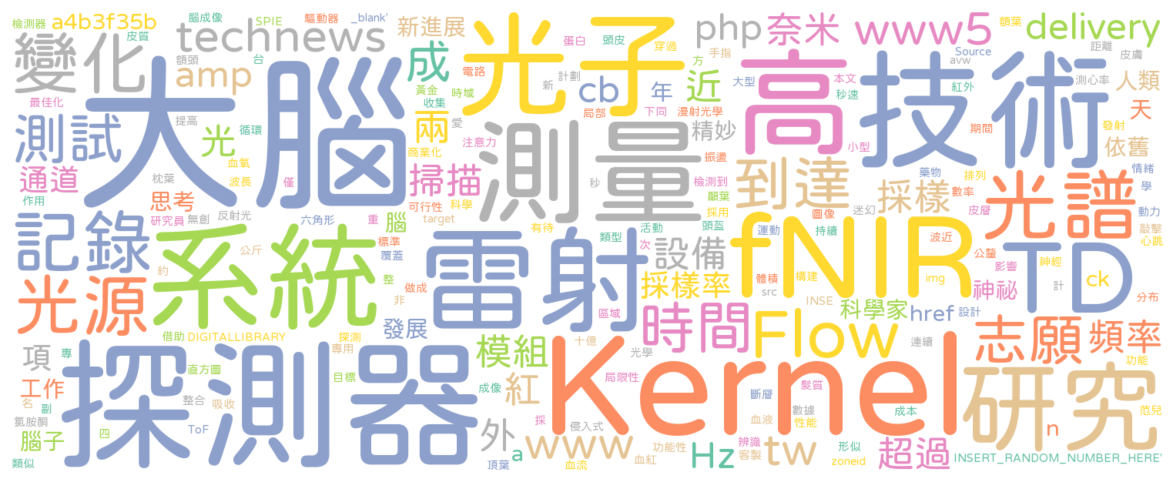 檢測器 a4b3f35b 腦成像 SPIE 驅動器 _blank' 新進展 蛋白 頭皮 穿過 php 奈米 www5 顳葉 delivery
皮質 technews 手指 距離
變化 額頭 台 成 電路 光子 方 高 Source 皮膚
amp 黃金 新 計劃 近 大型 avw 技術 測心率 人類
最佳化 大腦 收集 時域 cb 年 本文 紅外
提高 兩 局部 下同 漫射光學 秒速 期間 發射 天
測試 光 循環 愛 測量 精妙 小型 依舊
血氧 注意力 振盪
通道 枕葉 波長 商業化 秒 檢測到 到達 藥物 排列 情緒
作用 思考 僅 掃描 採樣 數率 光譜 學
研究員 無創 反射光 可行性 科學 顳葉 迷幻 皮層
記錄 系統 六角形 重 target 採用 圖像 fNIR 動力
腦 標準 雷射 有待 類型 活動 頭盔 運動 持續 波近 TD 敲擊
公斤 覆蓋 次 設備 公釐 影響 神經 心跳
光源 約 整 體積 構建 神祕 ck
非 做成 區域 採樣率 src INSE img 計 分布
發展 時間 科學家 href 設計
借助 DIGITALLIBRARY 探測 十億 Flow 志願 頻率
項 專 直方圖 專用 模組 光學 連續
探測器 目標 成像 Kernel 斷層 髮質 研究 功能
工作 整合 吸收 紅 局限性
名 副 採 數據 成本 范兒
氯胺酮 ToF 侵入式 血液 性能 n
腦子 四 外 www 功能性 辨識 形似
a Hz 客製 tw 超過 INSERT_RANDOM_NUMBER_HERE'
類似 頂葉 血流 血紅 zoneid